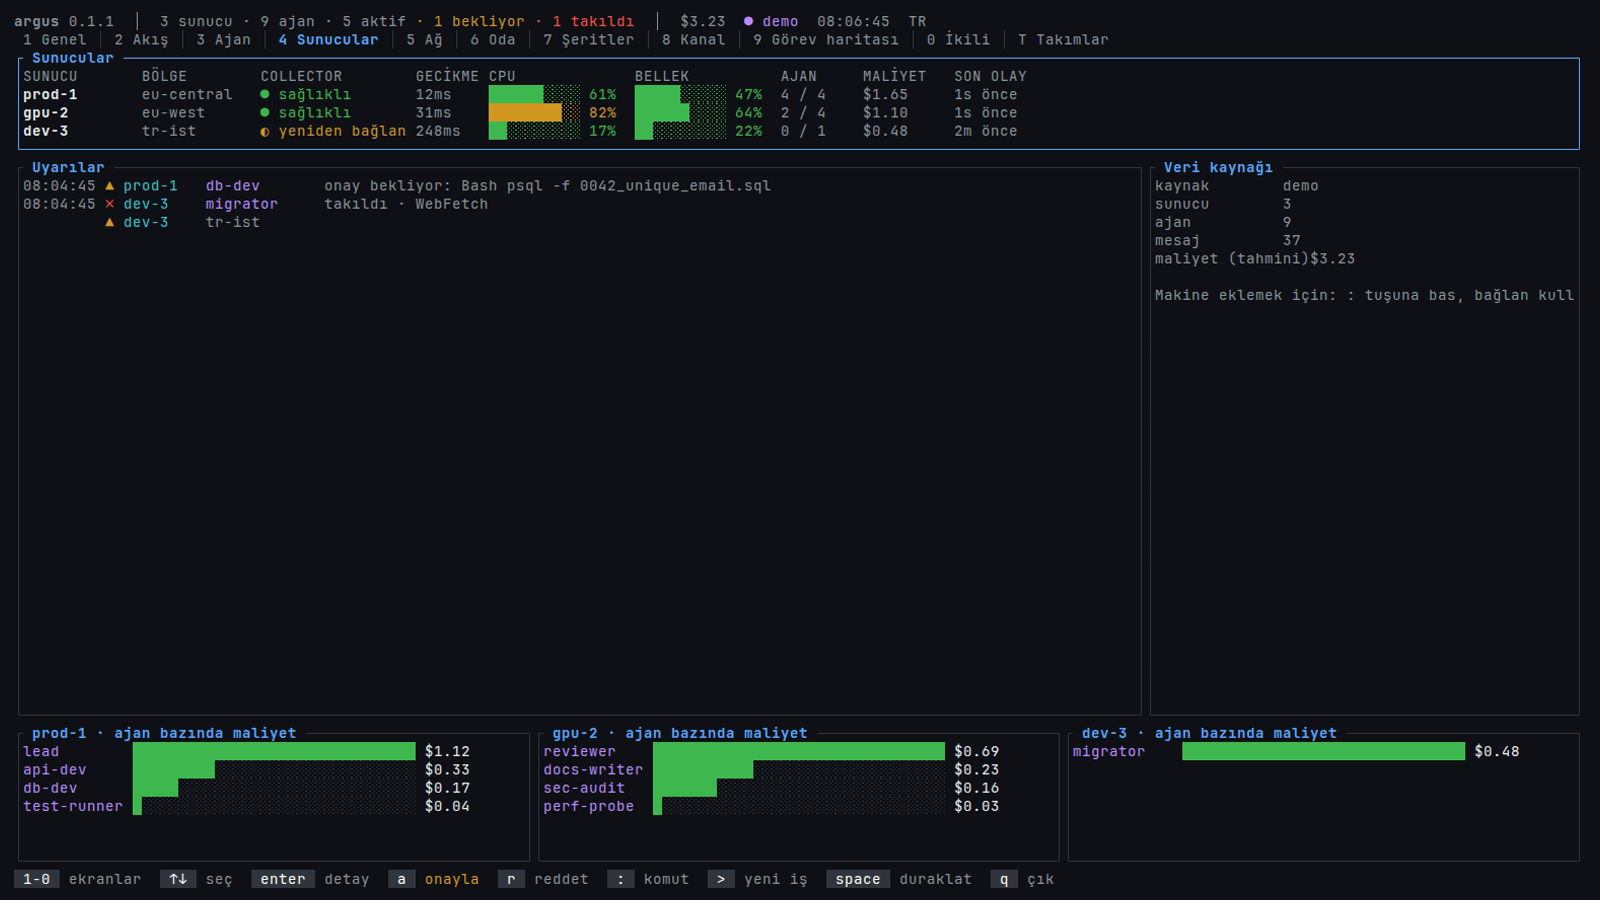 argus 0.1.1 │ 3 sunucu · 9 ajan · 5 aktif · 1 bekliyor · 1 takıldı │ $3.23 ● demo 08:06:45 TR
1 Genel │ 2 Akış │ 3 Ajan │ 4 Sunucular │ 5 Ağ │ 6 Oda │ 7 Şeritler │ 8 Kanal │ 9 Görev haritası │ 0 İkili │ T Takımlar
Sunucular
SUNUCU BÖLGE COLLECTOR GECİKME CPU BELLEK AJAN MALİYET SON OLAY
prod-1 eu-central ● sağlıklı 12ms 61% 47% 4 / 4 $1.65 1s önce
gpu-2 eu-west ● sağlıklı 31ms 82% 64% 2 / 4 $1.10 1s önce
dev-3 tr-ist ◐ yeniden bağlan 248ms 17% 22% 0 / 1 $0.48 2m önce
Uyarılar
08:04:45 ▲ prod-1 db-dev onay bekliyor: Bash psql -f 0042_unique_email.sql
08:04:45 ✕ dev-3 migrator takıldı · WebFetch
▲ dev-3 tr-ist
Veri kaynağı
kaynak demo
sunucu 3
ajan 9
mesaj 37
maliyet (tahmini)$3.23
Makine eklemek için: : tuşuna bas, bağlan kull
prod-1 · ajan bazında maliyet
lead $1.12
api-dev $0.33
db-dev $0.17
test-runner $0.04
gpu-2 · ajan bazında maliyet
reviewer $0.69
docs-writer $0.23
sec-audit $0.16
perf-probe $0.03
dev-3 · ajan bazında maliyet
migrator $0.48
1-0 ekranlar ↑↓ seç enter detay a onayla r reddet : komut > yeni iş space duraklat q çık